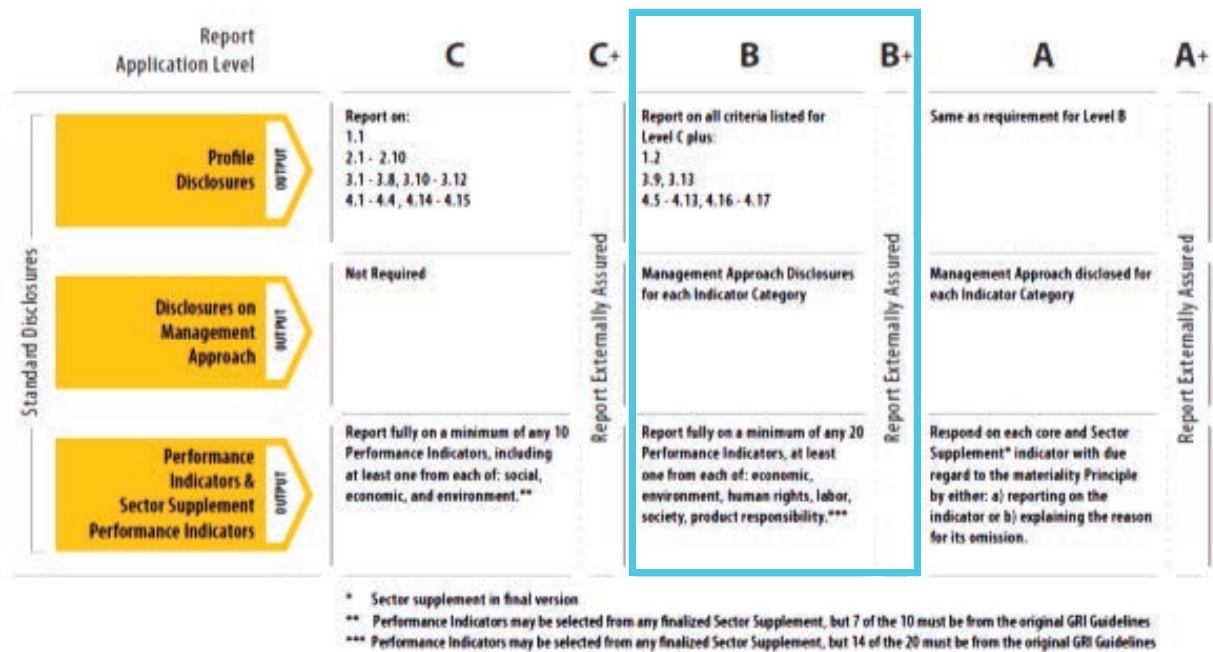 Report
Application Level
C
C+
B
B+
A
A+
Standard Disclosures
Profile
Disclosures
OUTPUT
Report on:
1.1
2.1 - 2.10
3.1 - 3.8, 3.10 - 3.12
4.1 - 4.4 , 4.14 - 4.15
Report on all criteria listed for
Level C plus:
1.2
3.9, 3.13
4.5 - 4.13, 4.16 - 4.17
Same as requirement for Level B
Disclosures on
Management
Approach
OUTPUT
Not Required
Management Approach Disclosures
for each Indicator Category
Management Approach disclosed for
each Indicator Category
Performance
Indicators &
Sector Supplement
Performance Indicators
OUTPUT
Report fully on a minimum of any 10
Performance Indicators, including
at least one from each of: social,
economic, and environment.**
Report fully on a minimum of any 20
Performance Indicators, at least
one from each of: economic,
environment, human rights, labor,
society, product responsibility.***
Respond on each core and Sector
Supplement* indicator with due
regard to the materiality Principle
by either: a) reporting on the
indicator or b) explaining the reason
for its omission.
Report Externally Assured
Report Externally Assured
Report Externally Assured
* Sector supplement in final version
** Performance Indicators may be selected from any finalized Sector Supplement, but 7 of the 10 must be from the original GRI Guidelines
*** Performance Indicators may be selected from any finalized Sector Supplement, but 14 of the 20 must be from the original GRI Guidelines